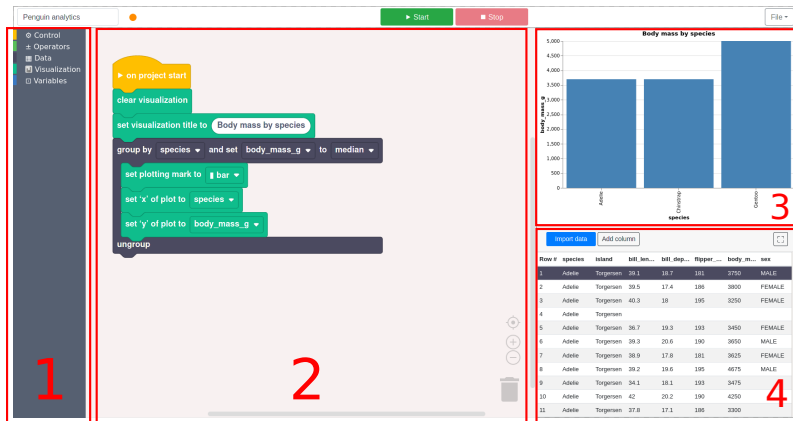 Penguin analytics
Start
Stop
File
Control
± Operators
Data
Visualization
Variables
1
on project start
clear visualization
set visualization title to Body mass by species
group by species and set body_mass_g to median
set plotting mark to bar
set 'x' of plot to species
set 'y' of plot to body_mass_g
ungroup
2
Body mass by species
5,000
4,500
4,000
3,500
3,000
2,500
2,000
1,500
1,000
500
0
body_mass_g
Adelie
Chinstrap
Gentoo
species
3
Import data Add column
Row # species island bill_len... bill_dep... flipper_... body_m... sex
1 Adelie Torgersen 39.1 18.7 181 3750 MALE
2 Adelie Torgersen 39.5 17.4 186 3800 FEMALE
3 Adelie Torgersen 40.3 18 195 3250 FEMALE
4 Adelie Torgersen
5 Adelie Torgersen 36.7 19.3 193 3450 FEMALE
6 Adelie Torgersen 39.3 20.6 190 3650 MALE
7 Adelie Torgersen 38.9 17.8 181 3625 FEMALE
8 Adelie Torgersen 39.2 19.6 195 4675 MALE
9 Adelie Torgersen 34.1 18.1 193 3475
10 Adelie Torgersen 42 20.2 190 4250
11 Adelie Torgersen 37.8 17.1 186 3300
4